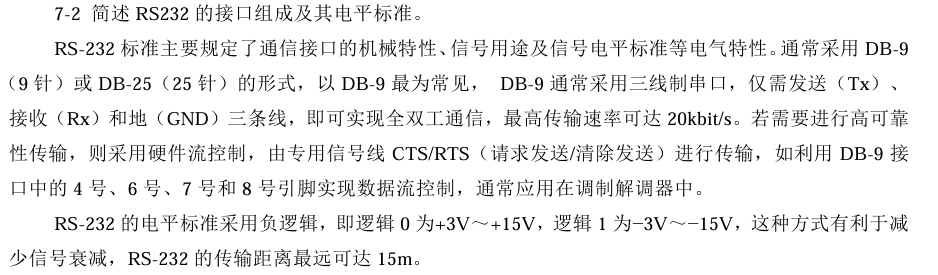 7-2 简述 RS232 的接口组成及其电平标准。
RS-232 标准主要规定了通信接口的机械特性、信号用途及信号电平标准等电气特性。通常采用 DB-9
（9 针）或 DB-25（25 针）的形式，以 DB-9 最为常见， DB-9 通常采用三线制串口，仅需发送（Tx）、
接收（Rx）和地（GND）三条线，即可实现全双工通信，最高传输速率可达 20kbit/s。若需要进行高可靠
性传输，则采用硬件流控制，由专用信号线 CTS/RTS（请求发送/清除发送）进行传输，如利用 DB-9 接
口中的 4 号、6 号、7 号和 8 号引脚实现数据流控制，通常应用在调制解调器中。
RS-232 的电平标准采用负逻辑，即逻辑 0 为+3V～+15V，逻辑 1 为−3V～−15V，这种方式有利于减
少信号衰减，RS-232 的传输距离最远可达 15m。